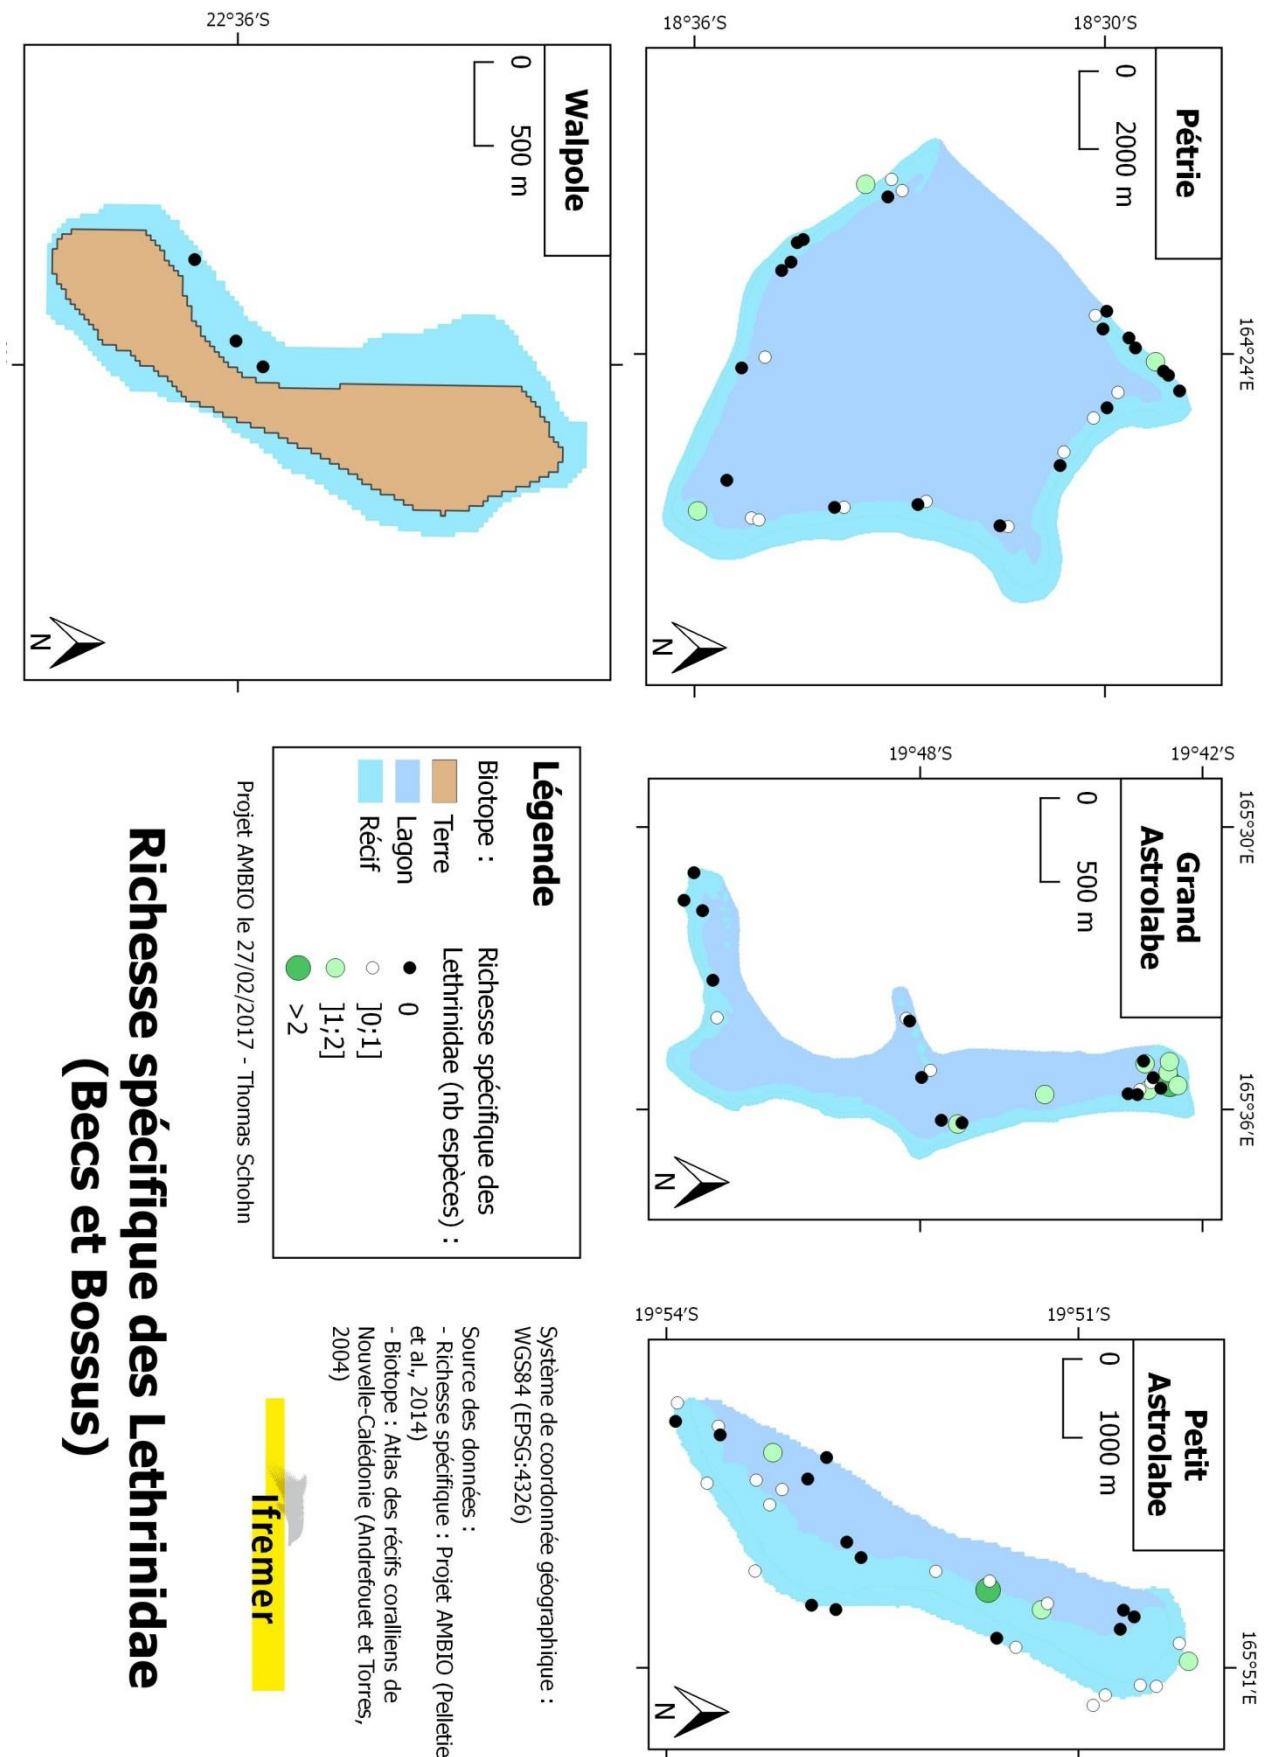 Pétrie
0 2000 m
18°36'S
18°30'S
164°24'E
N
Grand
Astrolabe
0 500 m
19°48'S
19°42'S
165°30'E
165°36'E
N
Petit
Astrolabe
0 1000 m
19°54'S
19°51'S
165°51'E
N
Walpole
0 500 m
22°36'S
N
Légende
Biotope :
Terre
Lagon
Récif
Richesse spécifique des
Lethrinidae (nb espèces) :
0
]0;1]
]1;2]
>2
Système de coordonnée géographique :
WGS84 (EPSG:4326)
Source des données :
- Richesse spécifique : Projet AMBIO (Pelletie
et al., 2014)
- Biotope : Atlas des récifs coralliens de
Nouvelle-Calédonie (Andrefouet et Torres,
2004)
Projet AMBIO le 27/02/2017 - Thomas Schohn
Ifremer
Richesse spécifique des Lethrinidae
(Becs et Bossus)